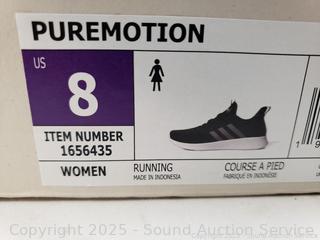 PUREMOTION
US
8
ITEM NUMBER
1656435
WOMEN
RUNNING
MADE IN INDONESIA
COURSE A PIED
FABRIQUE EN INDONÉSIE
Copyright 2025 - Sound Auction Service